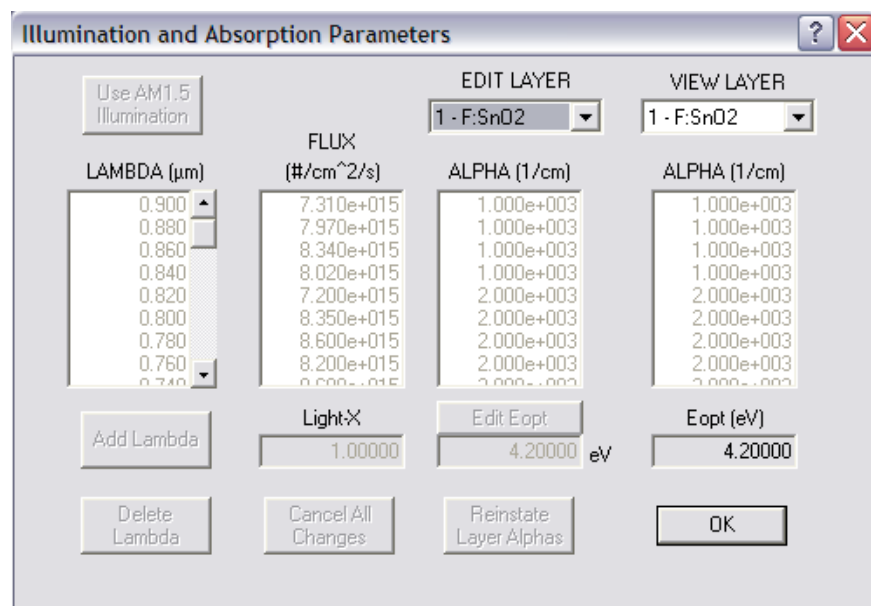 Illumination and Absorption Parameters
Use AM1.5
Illumination
EDIT LAYER
VIEW LAYER
1 - F:SnO2
1 - F:SnO2
FLUX
LAMBDA (µm)
(#/cm^2/s)
ALPHA (1/cm)
ALPHA (1/cm)
0.900
7.310e+015
1.000e+003
1.000e+003
0.880
7.970e+015
1.000e+003
1.000e+003
0.860
8.340e+015
1.000e+003
1.000e+003
0.840
8.020e+015
1.000e+003
1.000e+003
0.820
7.200e+015
2.000e+003
2.000e+003
0.800
8.350e+015
2.000e+003
2.000e+003
0.780
8.600e+015
2.000e+003
2.000e+003
0.760
8.200e+015
2.000e+003
2.000e+003
Add Lambda
Light-X
1.00000
Edit Eopt
4.20000 eV
Eopt (eV)
4.20000
Delete
Lambda
Cancel All
Changes
Reinstate
Layer Alphas
OK